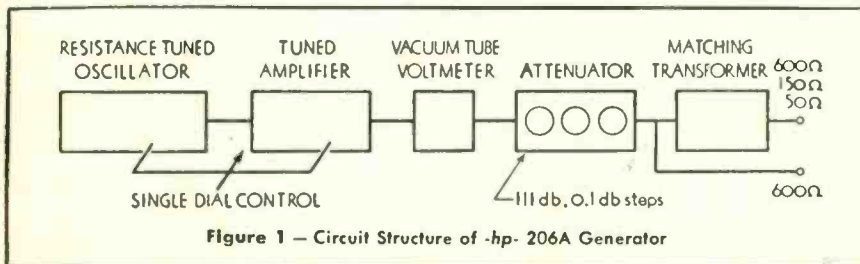 RESISTANCE TUNED
OSCILLATOR
TUNED
AMPLIFIER
VACUUM TUBE
VOLTMETER
ATTENUATOR
MATCHING
TRANSFORMER
600Ω
150Ω
50Ω
600Ω
SINGLE DIAL CONTROL
111 db, 0.1 db steps
Figure 1 — Circuit Structure of -hp- 206A Generator